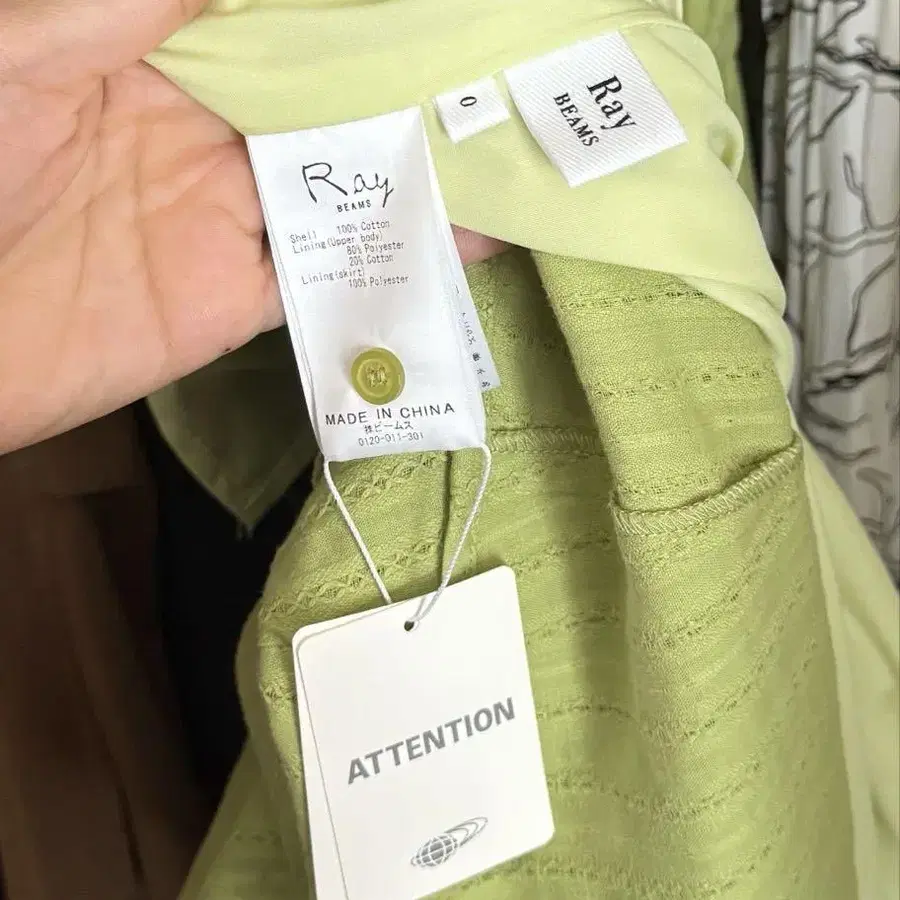 Ray
BEAMS
0
Ray
BEAMS
Shell 100% Cotton
Lining(Upper body)
80% Polyester
20% Cotton
Lining(skirt)
100% Polyester
MADE IN CHINA
㈱ビームス
0120-011-301
ATTENTION